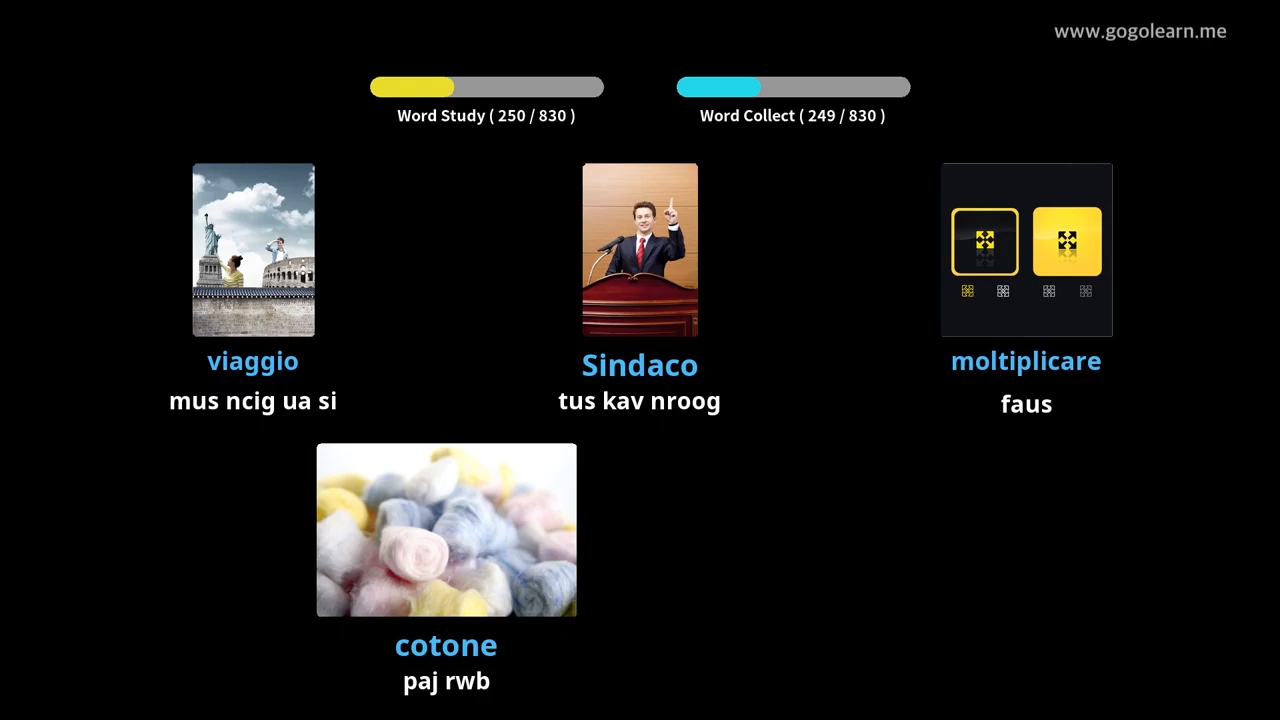 www.gogolearn.me
Word Study ( 250 / 830 )
Word Collect ( 249 / 830 )
viaggio
mus ncig ua si
Sindaco
tus kav nroog
moltiplicare
faus
cotone
paj rwb